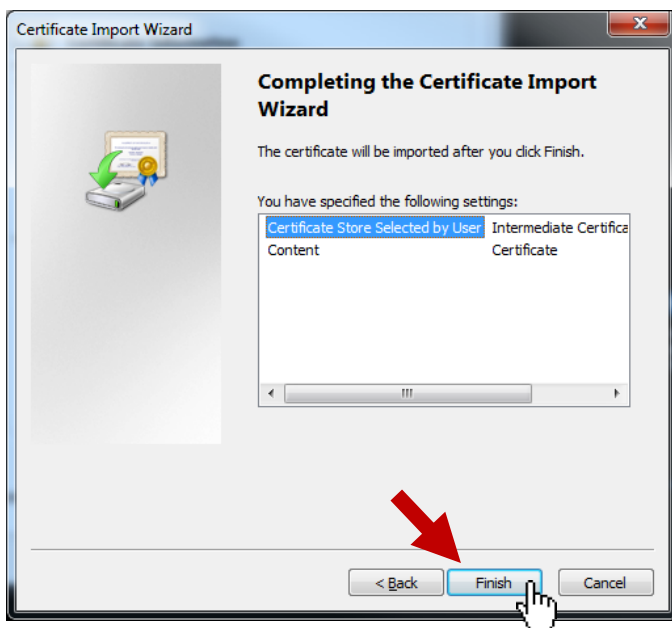 Certificate Import Wizard
Completing the Certificate Import
Wizard
The certificate will be imported after you click Finish.
You have specified the following settings:
Certificate Store Selected by User Intermediate Certifica
Content Certificate
< Back Finish Cancel